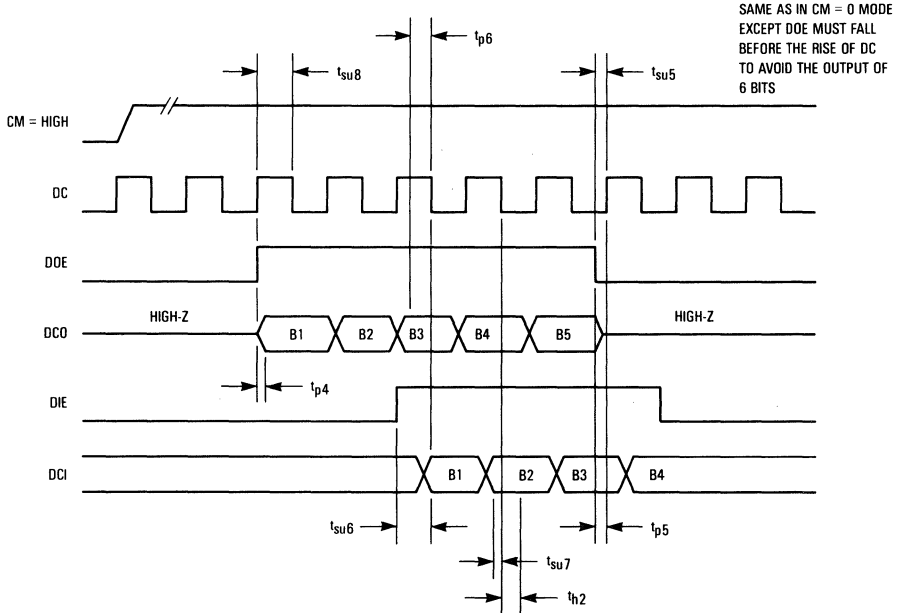 SAME AS IN CM = 0 MODE
EXCEPT DOE MUST FALL
BEFORE THE RISE OF DC
TO AVOID THE OUTPUT OF
6 BITS
tp6
tsu8
tsu5
CM = HIGH
DC
DOE
HIGH-Z
HIGH-Z
DCO
B1
B2
B3
B4
B5
tp4
DIE
DCI
B1
B2
B3
B4
tsu6
tp5
tsu7
th2